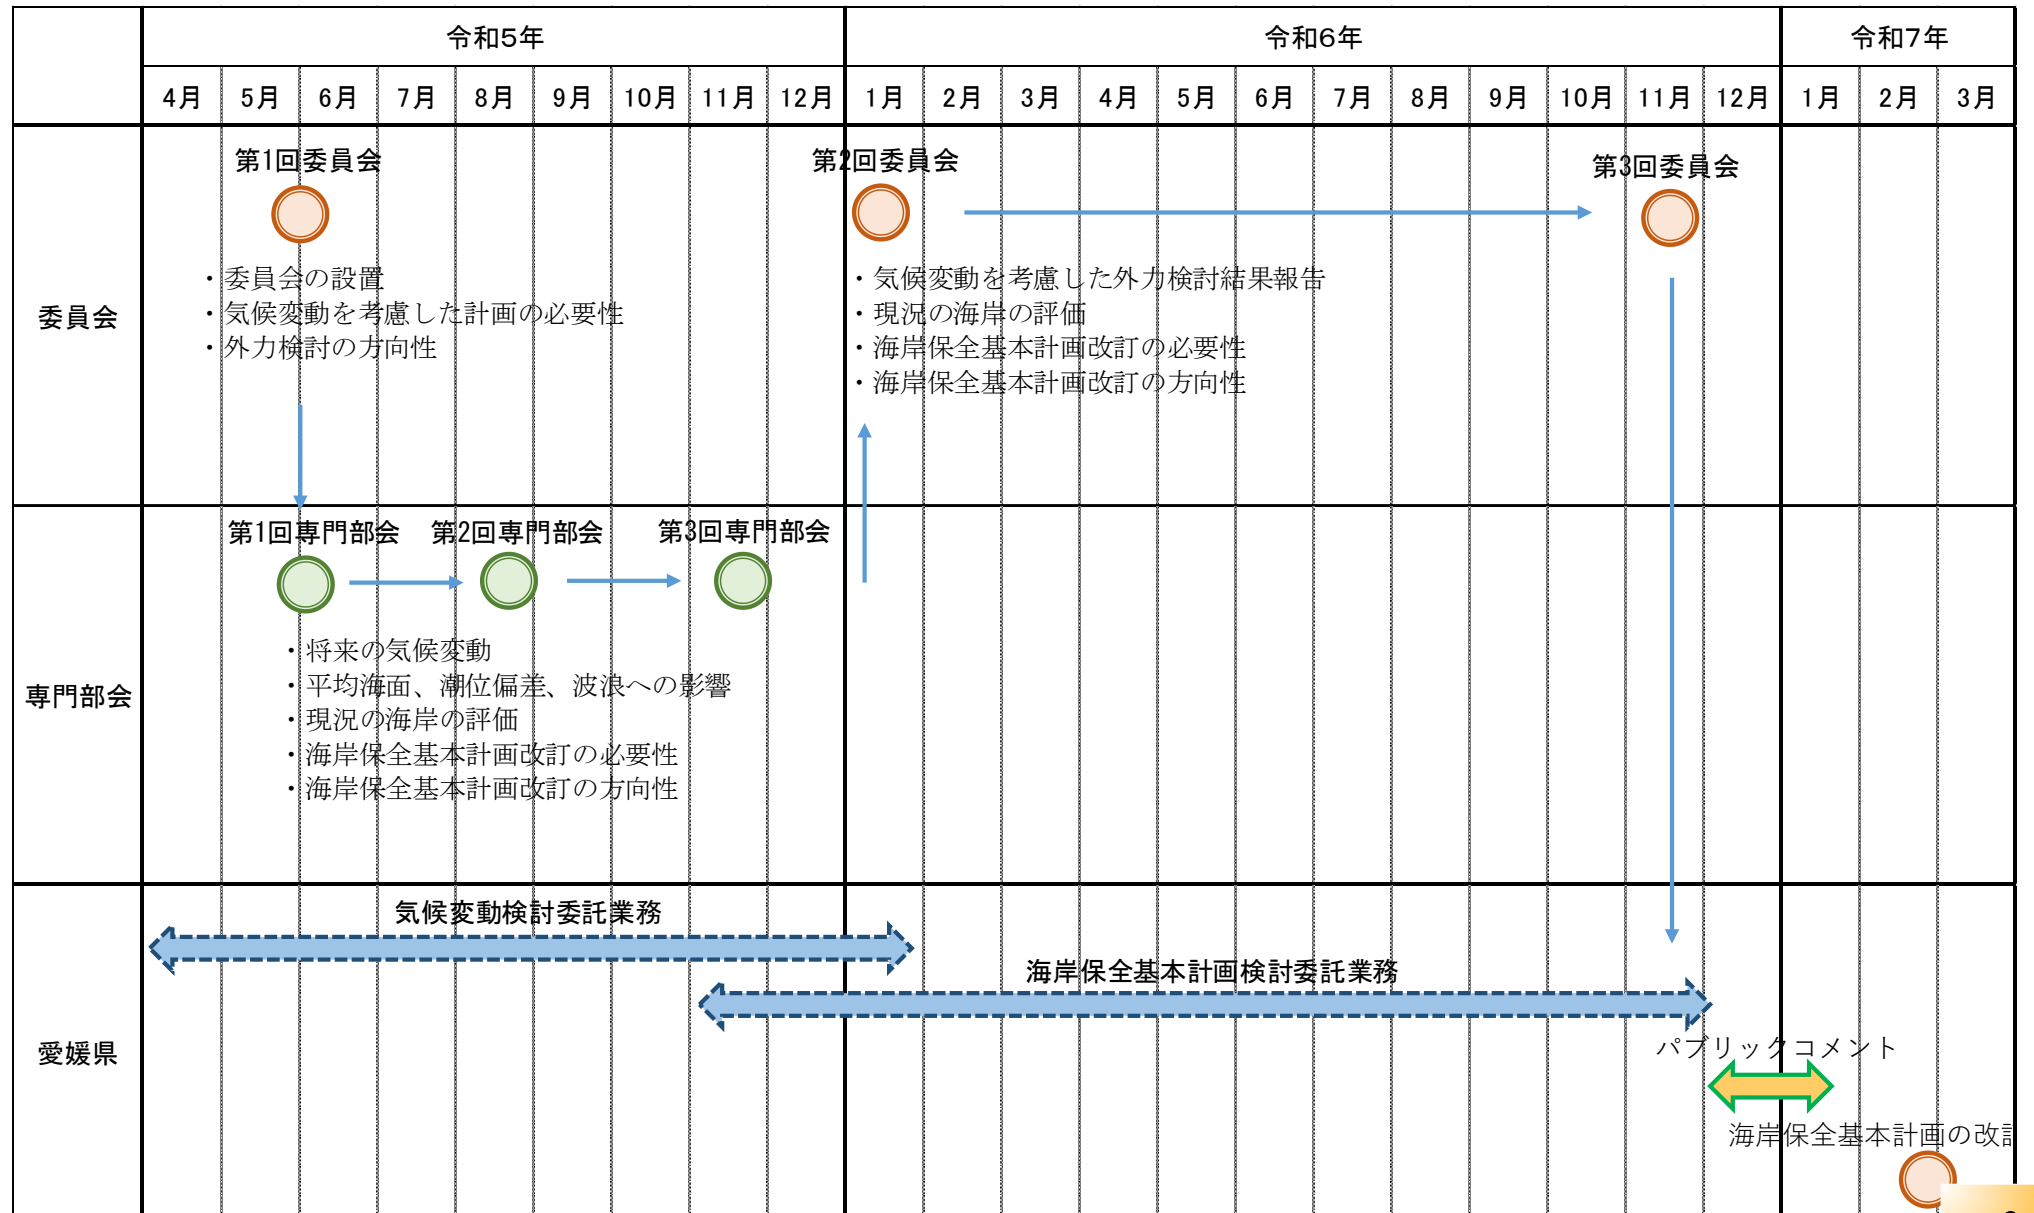 令和5年 令和6年 令和7年
4月 5月 6月 7月 8月 9月 10月 11月 12月 1月 2月 3月 4月 5月 6月 7月 8月 9月 10月 11月 12月 1月 2月 3月
委員会
第1回委員会
・委員会の設置
・気候変動を考慮した計画の必要性
・外力検討の方向性
第2回委員会
・気候変動を考慮した外力検討結果報告
・現況の海岸の評価
・海岸保全基本計画改訂の必要性
・海岸保全基本計画改訂の方向性
第3回委員会
専門部会
第1回専門部会 第2回専門部会 第3回専門部会
・将来の気候変動
・平均海面、潮位偏差、波浪への影響
・現況の海岸の評価
・海岸保全基本計画改訂の必要性
・海岸保全基本計画改訂の方向性
愛媛県
気候変動検討委託業務
海岸保全基本計画検討委託業務
パブリックコメント
海岸保全基本計画の改